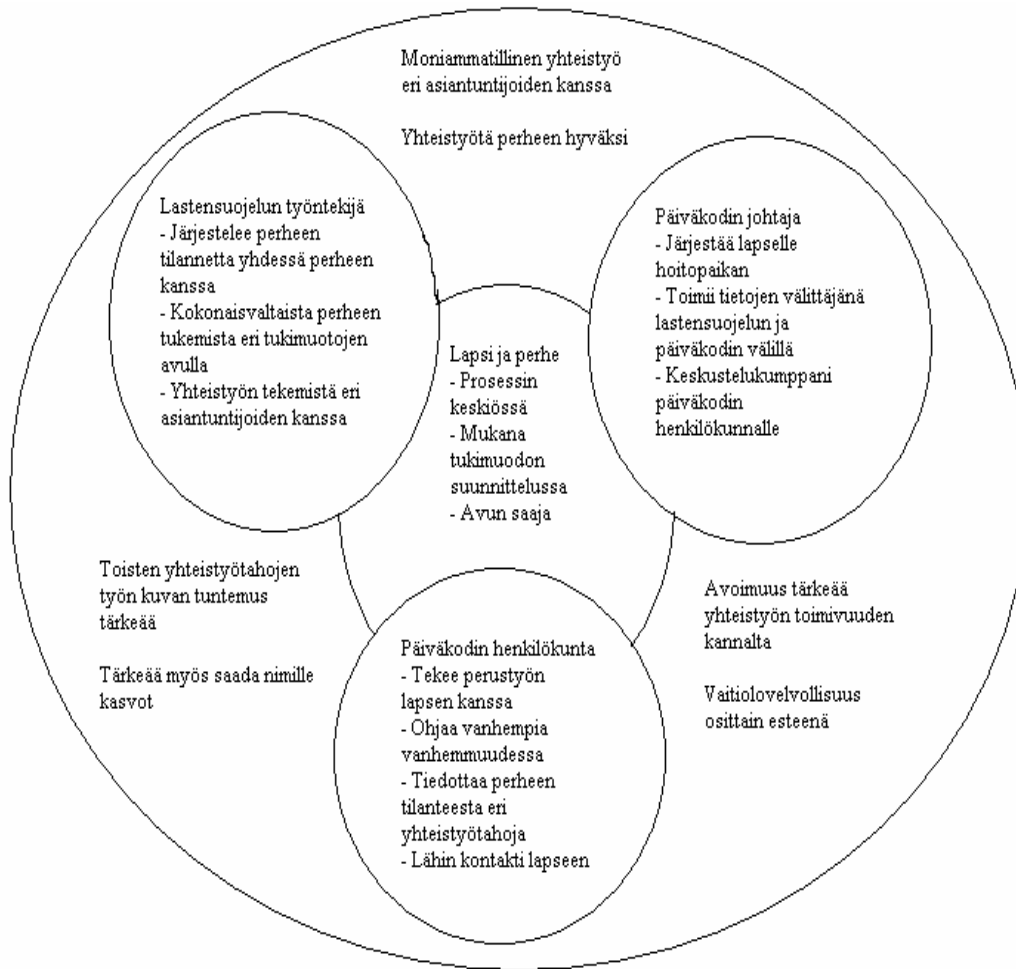 Moniammatillinen yhteistyö
eri asiantuntijoiden kanssa
Yhteistyötä perheen hyväksi
Lastensuojelun työntekijä
- Järjestelee perheen
tilannetta yhdessä perheen
kanssa
- Kokonaisvaltaista perheen
tukemista eri tukimuotojen
avulla
- Yhteistyön tekemistä eri
asiantuntijoiden kanssa
Päiväkodin johtaja
- Järjestää lapselle
hoitopaikan
- Toimii tietojen välittäjänä
lastensuojelun ja
päiväkodin välillä
- Keskustelukumppani
päiväkodin
henkilökunnalle
Lapsi ja perhe
- Prosessin
keskiössä
- Mukana
tukimuodon
suunnittelussa
- Avun saaja
Toisten yhteistyötahojen
työn kuvan tuntemus
tärkeää
Tärkeää myös saada nimille
kasvot
Päiväkodin henkilökunta
- Tekee perustyön
lapsen kanssa
- Ohjaa vanhempia
vanhemmuudessa
- Tiedottaa perheen
tilanteesta eri
yhteistyötahoja
- Lähin kontakti lapseen
Avoimuus tärkeää
yhteistyön toimivuuden
kannalta
Vaitiolovelvollisuus
osittain esteenä